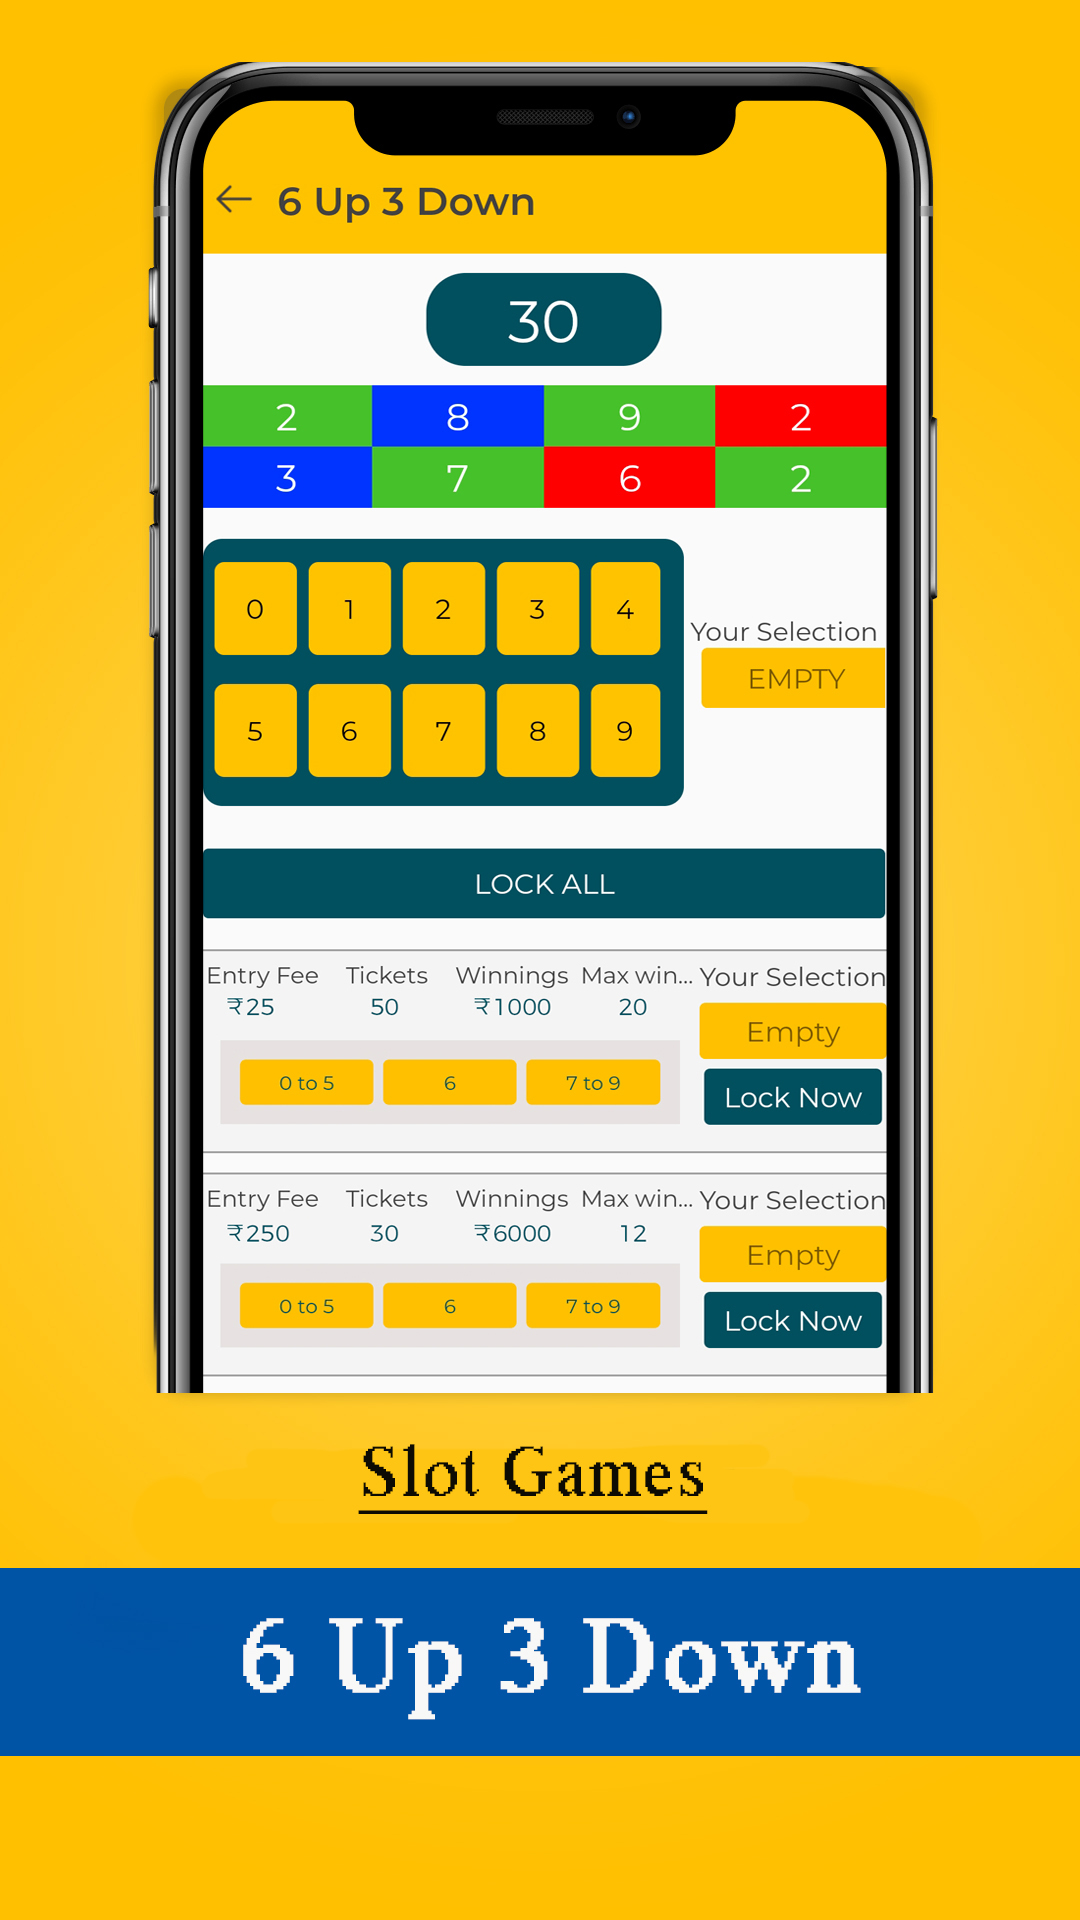 6 Up 3 Down
30
2 8 9 2
3 7 6 2
0 1 2 3 4
Your Selection
EMPTY
5 6 7 8 9
LOCK ALL
Entry Fee Tickets Winnings Max win... Your Selection
₹25 50 ₹1000 20
Empty
0 to 5 6 7 to 9
Lock Now
Entry Fee Tickets Winnings Max win... Your Selection
₹250 30 ₹6000 12
Empty
0 to 5 6 7 to 9
Lock Now
Slot Games
6 Up 3 Down